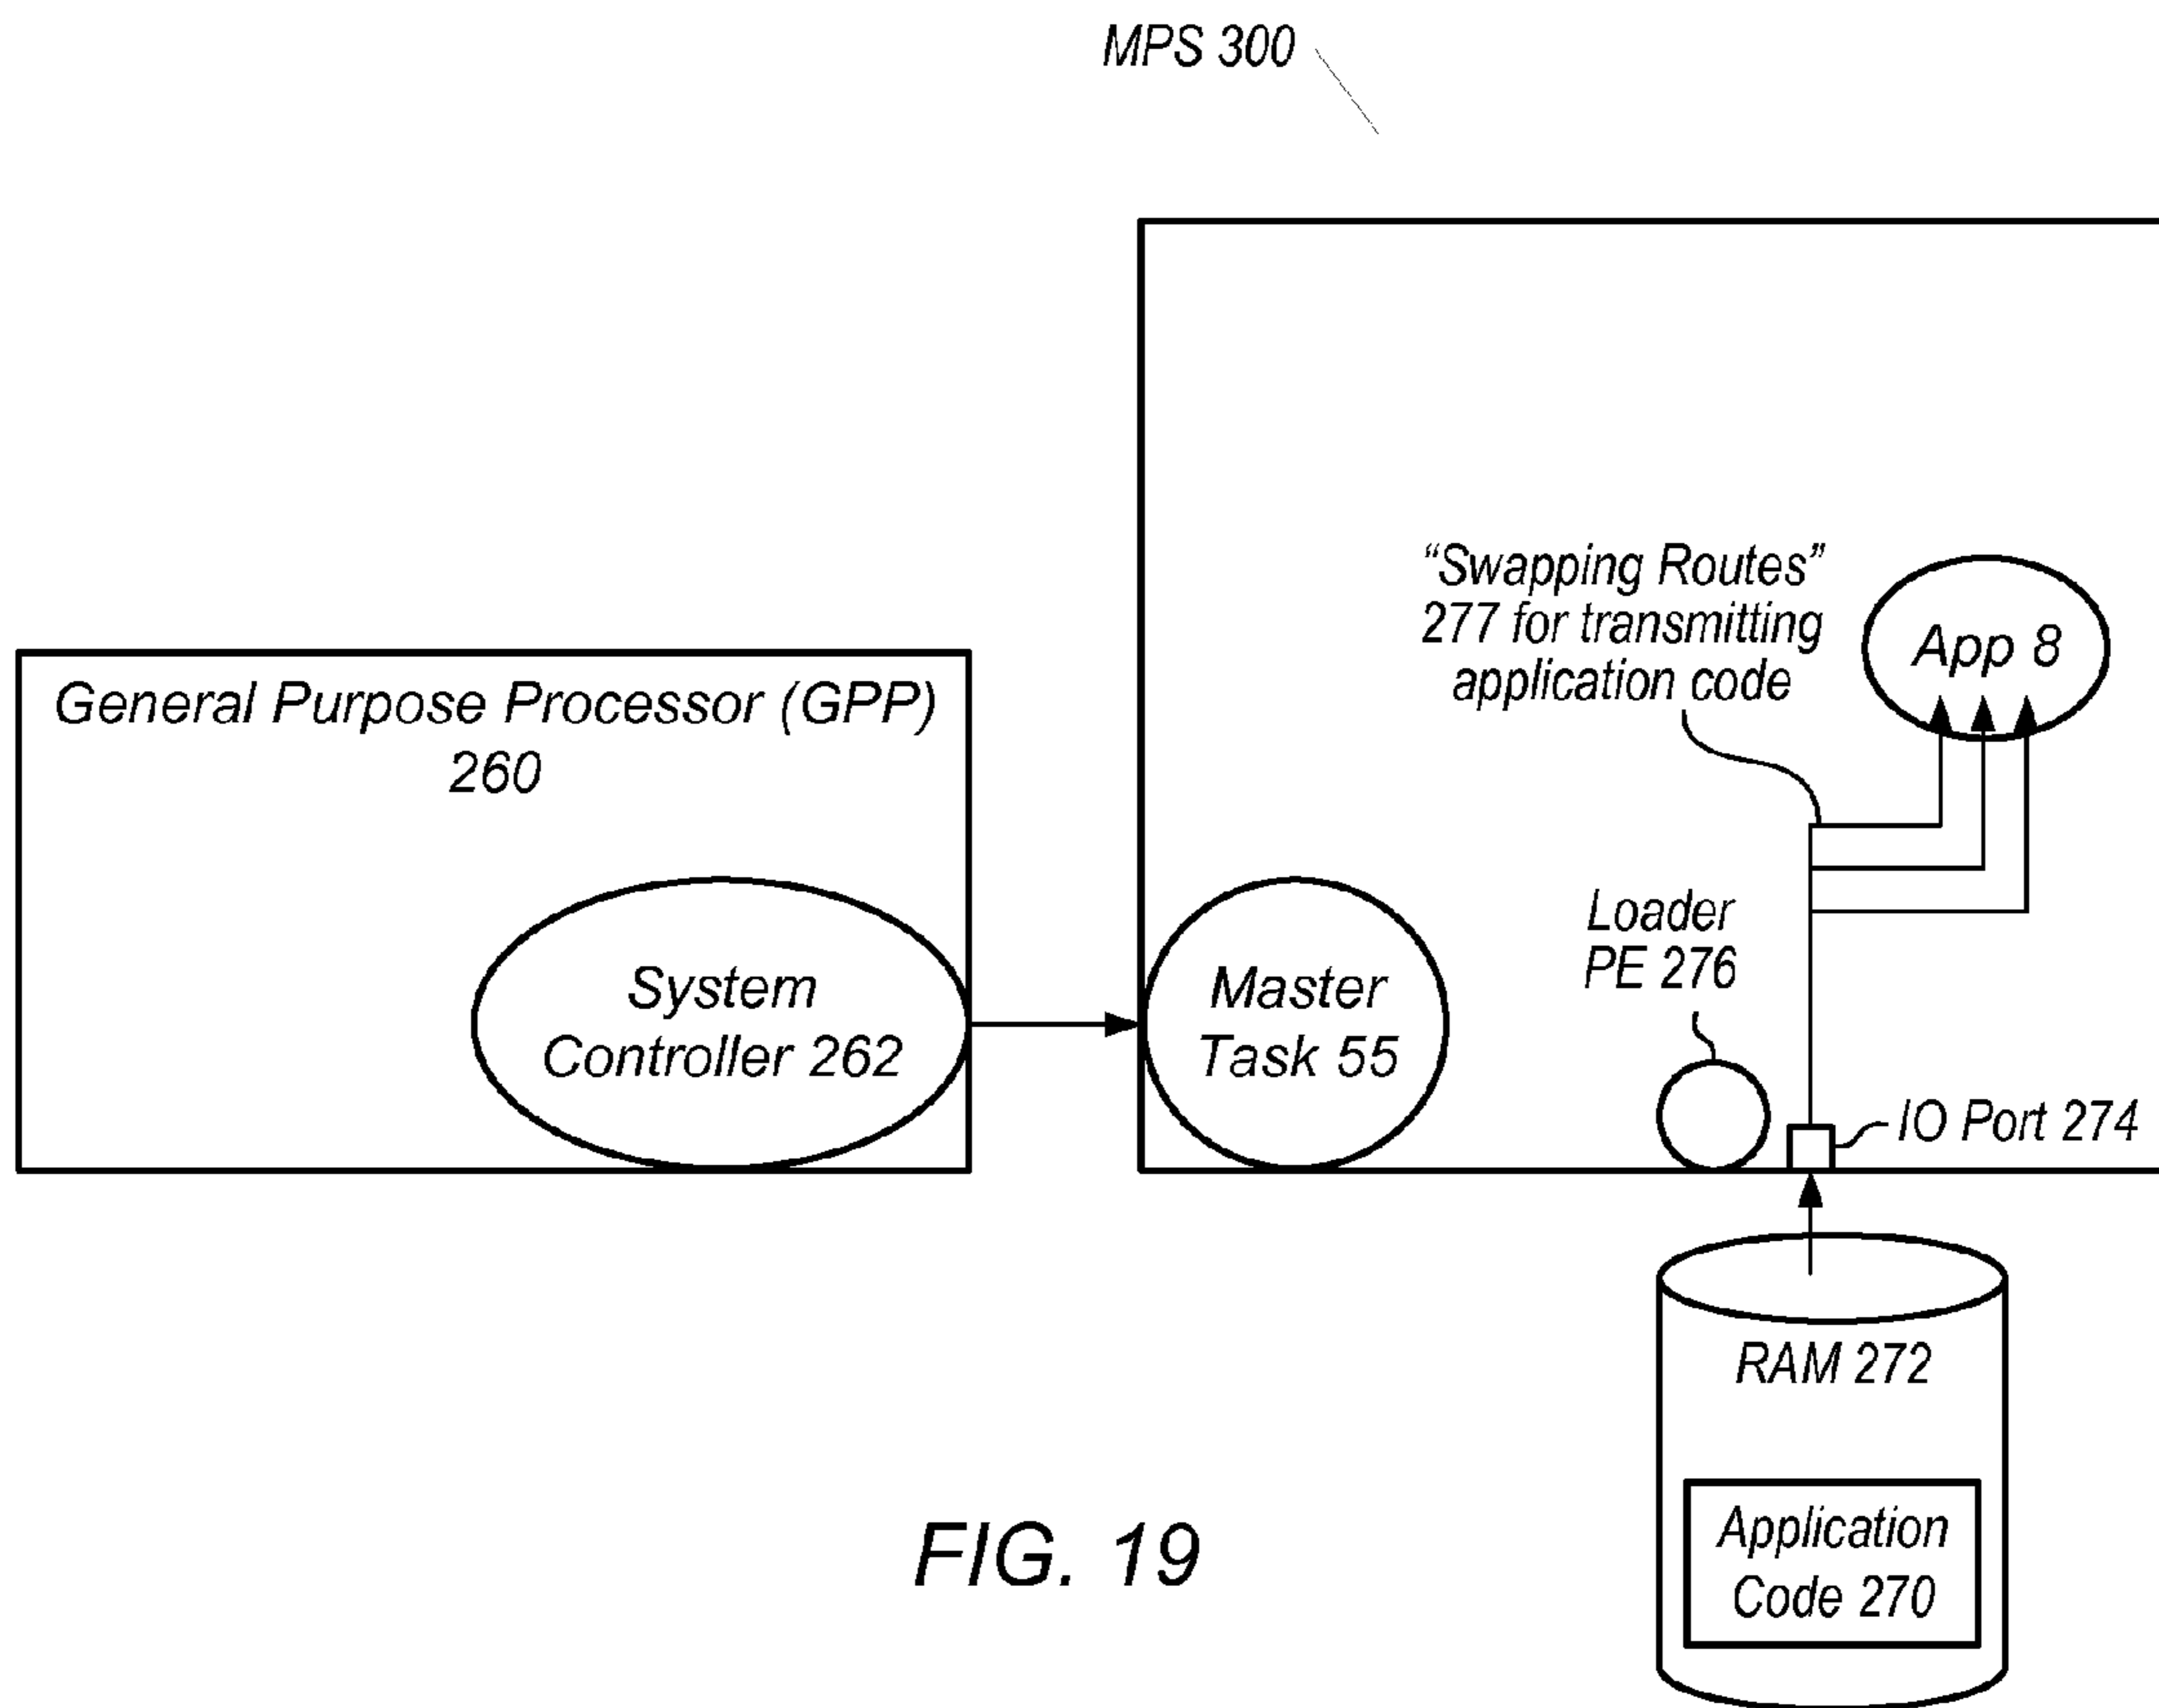 MPS 300
"Swapping Routes"
277 for transmitting
application code
App 8
General Purpose Processor (GPP)
260
System
Controller 262
Master
Task 55
Loader
PE 276
IO Port 274
RAM 272
Application
Code 270
FIG. 19